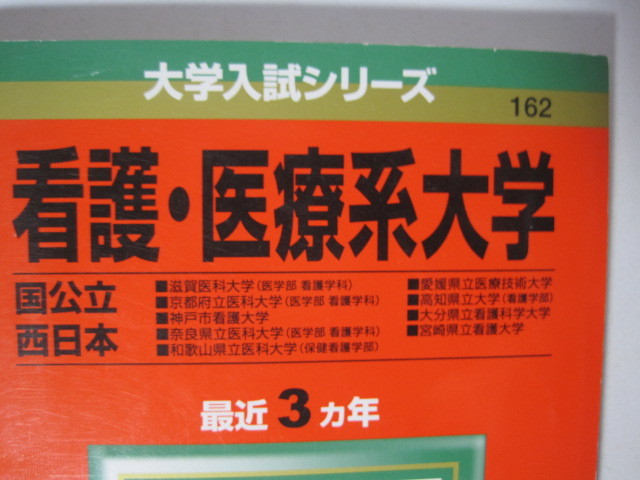 大学入試シリーズ
162
看護・医療系大学
国公立
西日本
■滋賀医科大学(医学部 看護学科)
■京都府立医科大学(医学部 看護学科)
■神戸市看護大学
■奈良県立医科大学(医学部 看護学科)
■和歌山県立医科大学(保健看護学部)
■愛媛県立医療技術大学
■高知県立大学(看護学部)
■大分県立看護科学大学
■宮崎県立看護大学
最近3ヵ年